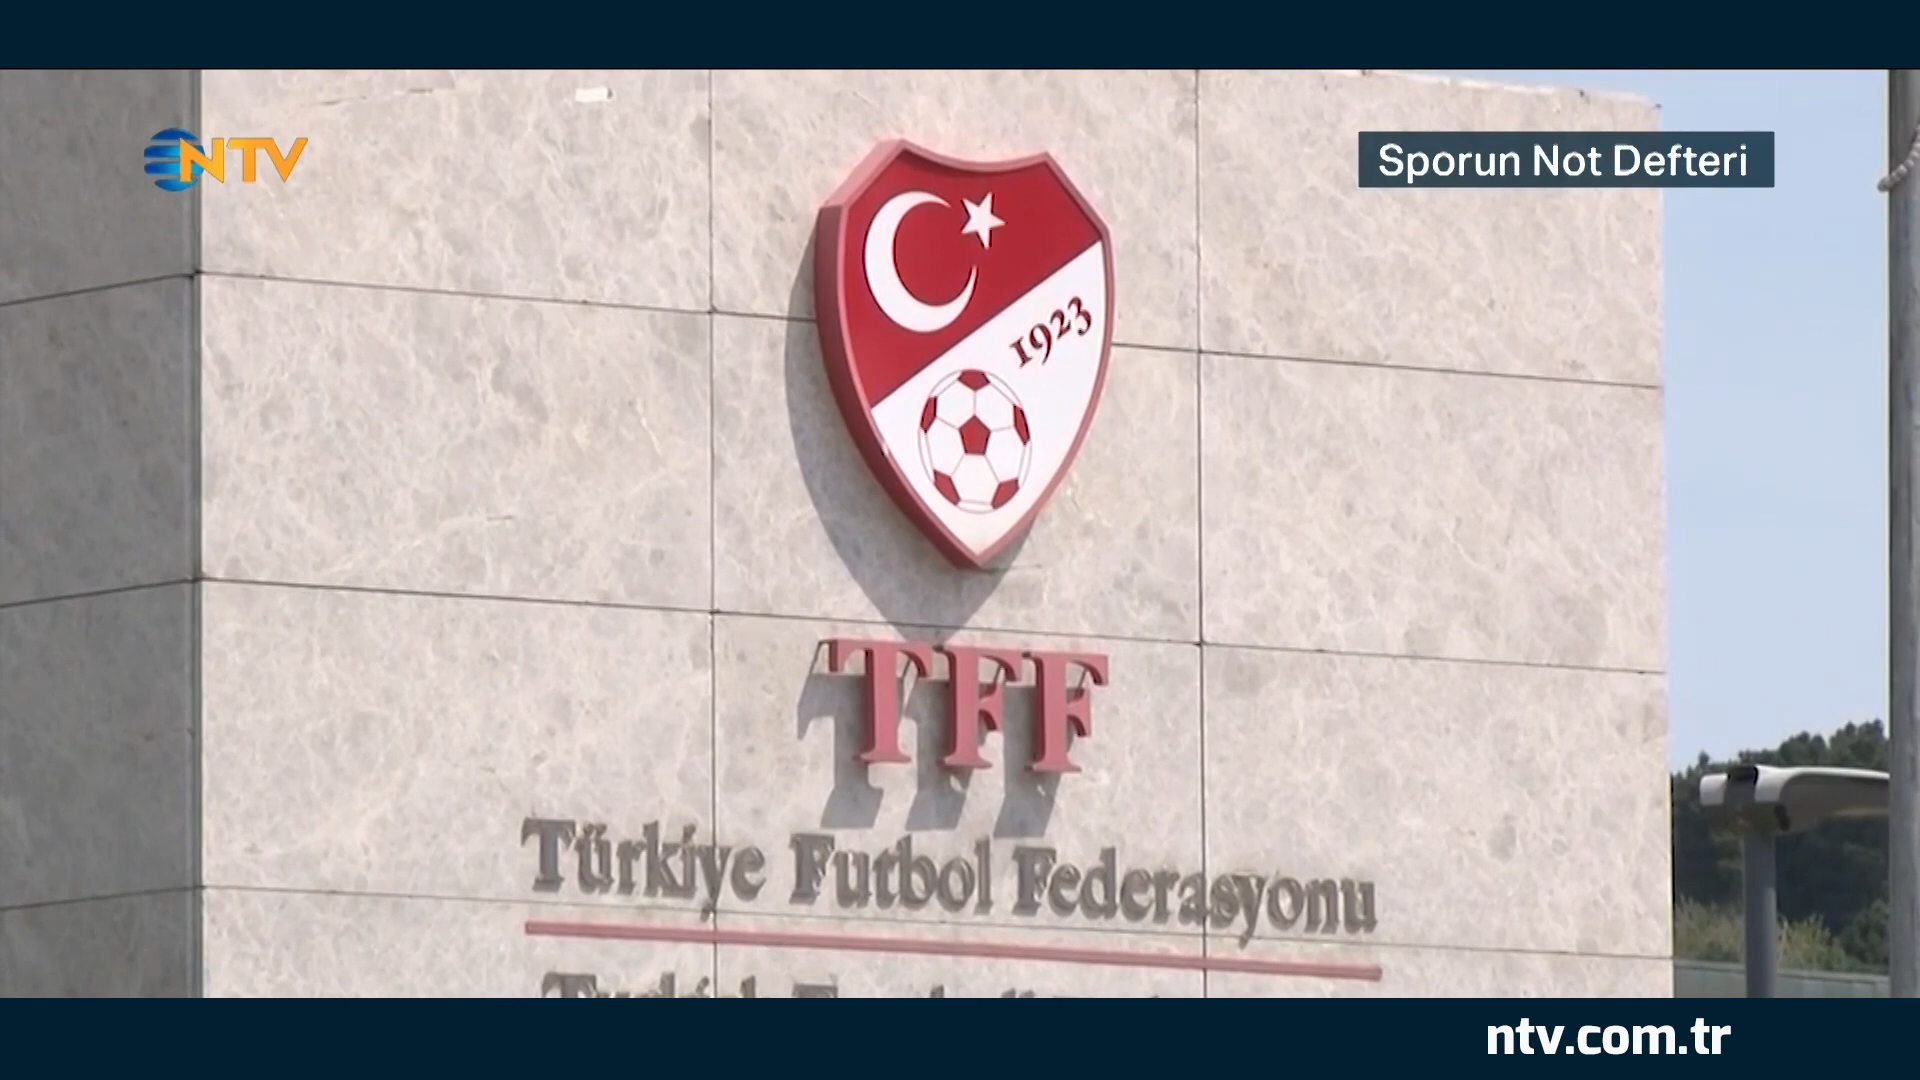 NTV
Sporun Not Defteri
1923
TFF
Türkiye Futbol Federasyonu
ntv.com.tr